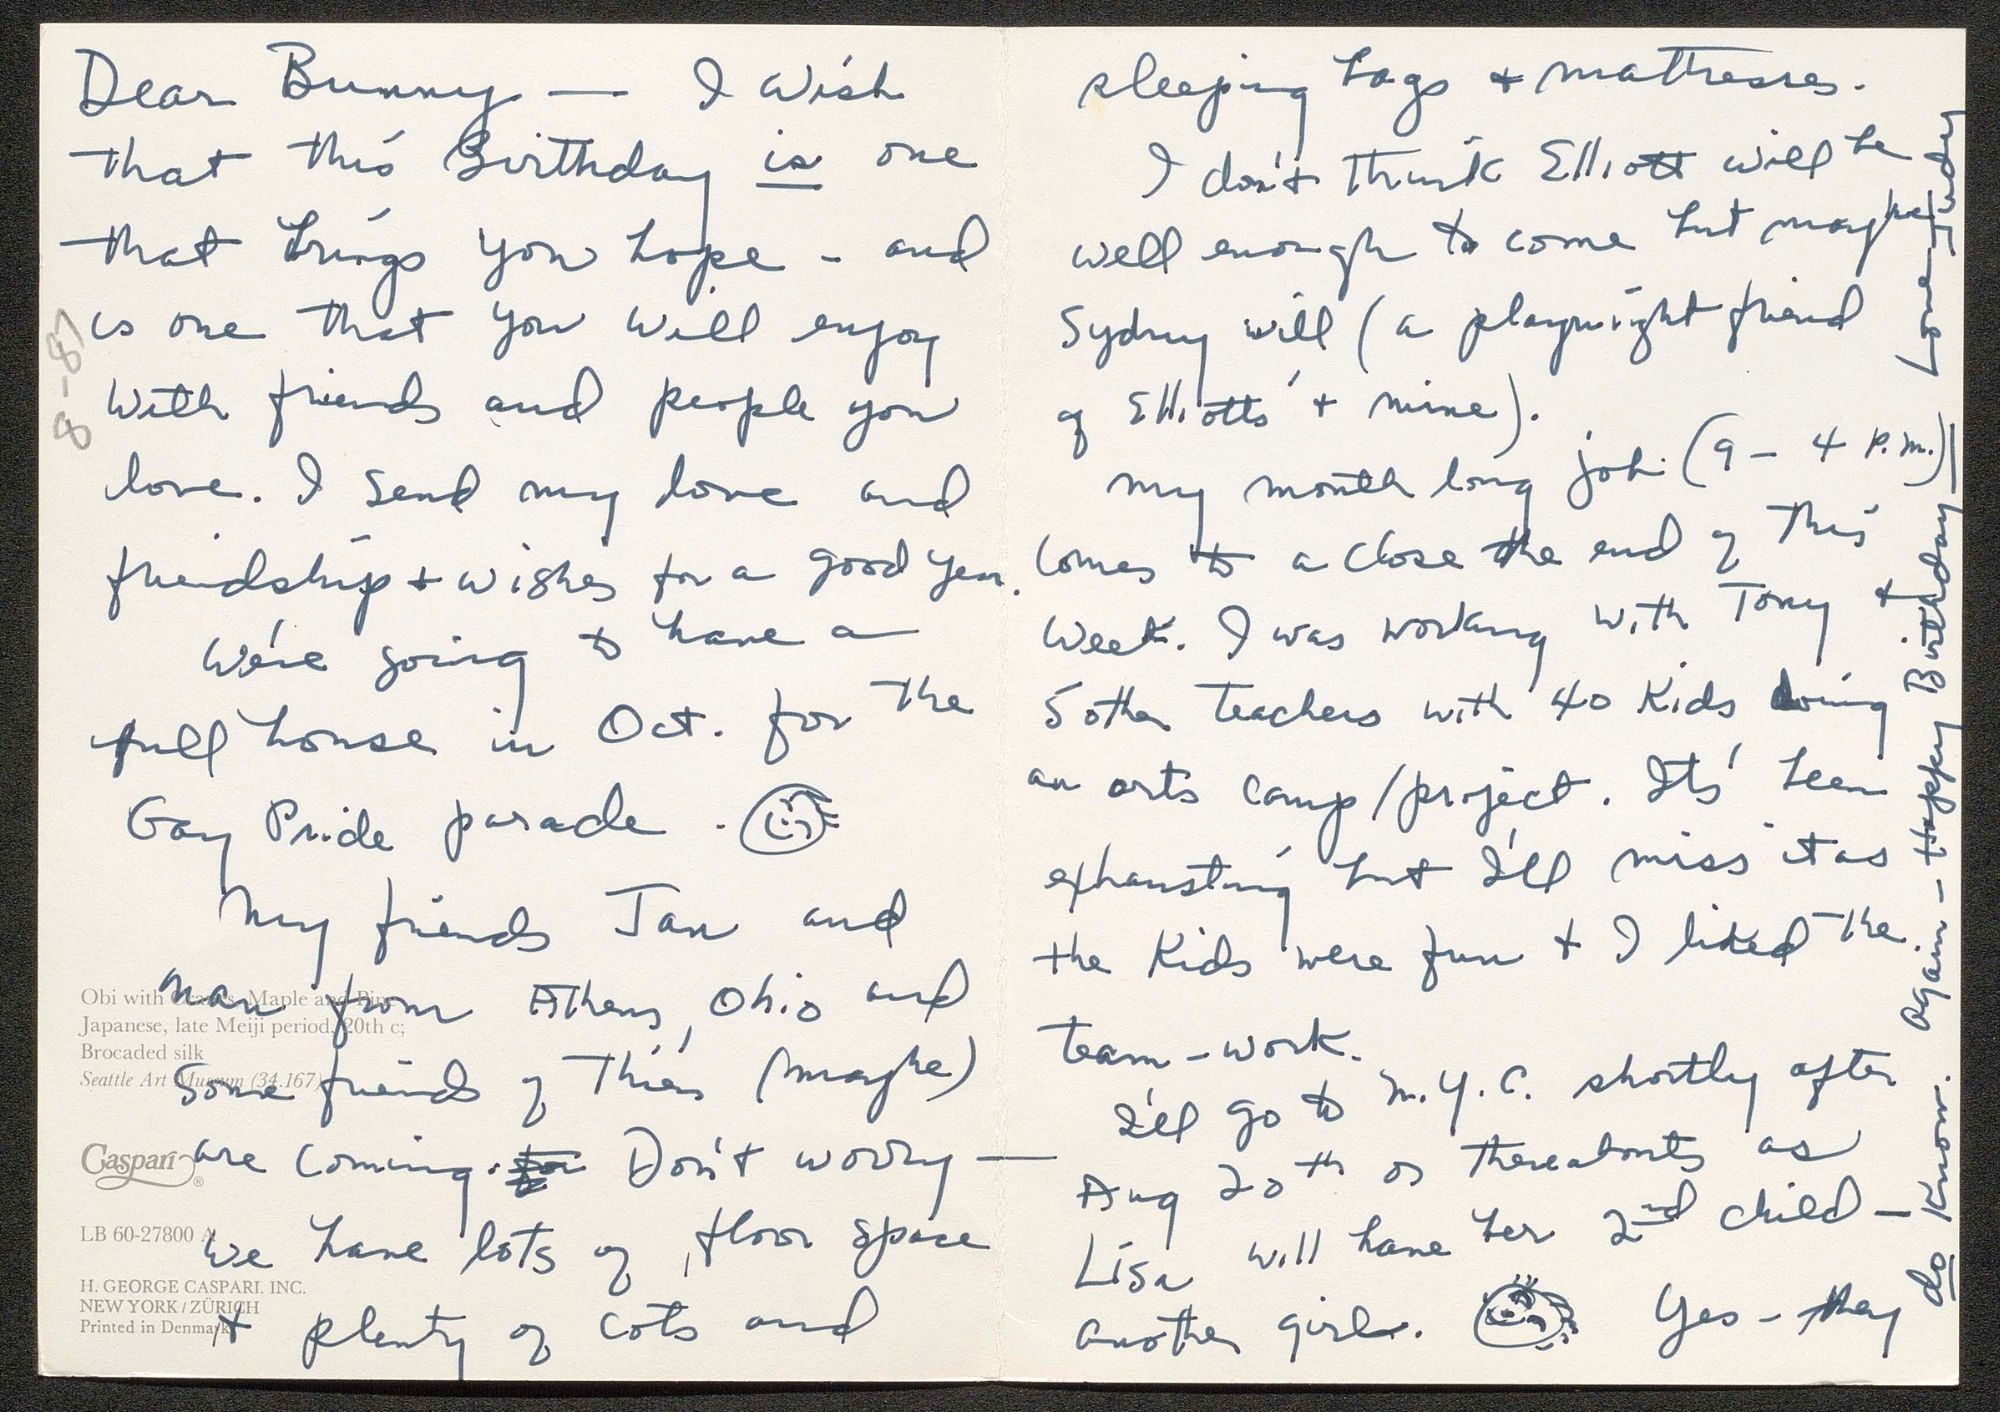 Dear Bunny — I wish
that this Birthday is one
that brings you hope - and
is one that you will enjoy
with friends and people you
love. I send my love and
friendship + wishes for a good year.
We're going to have a
full house in Oct. for the
Gay Pride parade.
My friends Jan and
Nan from Athens, Ohio and
Some friends of Thiers (maybe)
are coming. Don't worry —
We have lots of floor space
+ plenty of cots and
8-87
Obi with Cranes, Maple and Pine
Japanese, late Meiji period, 20th c;
Brocaded silk
Seattle Art Museum (34.167)
Caspari®
LB 60-27800 A
H. GEORGE CASPARI. INC.
NEW YORK / ZÜRICH
Printed in Denmark
sleeping bags + mattresses.
I don't think Elliott will be
well enough to come but maybe
Sydney will (a playwright friend
of Elliotts' + mine).
My month long job (9 - 4 P.M.)
comes to a close the end of this
week. I was working with Tony +
5 other teachers with 40 Kids doing
an arts camp/project. Its' been
exhausting but I'll miss it as
the Kids were fun + I liked the
team-work.
I'll go to N.Y.C. shortly after
Aug 20th or thereabouts as
Lisa will have her 2nd child -
another girl. Yes - they
do Know. Again - Happy Birthday
Love - Judey